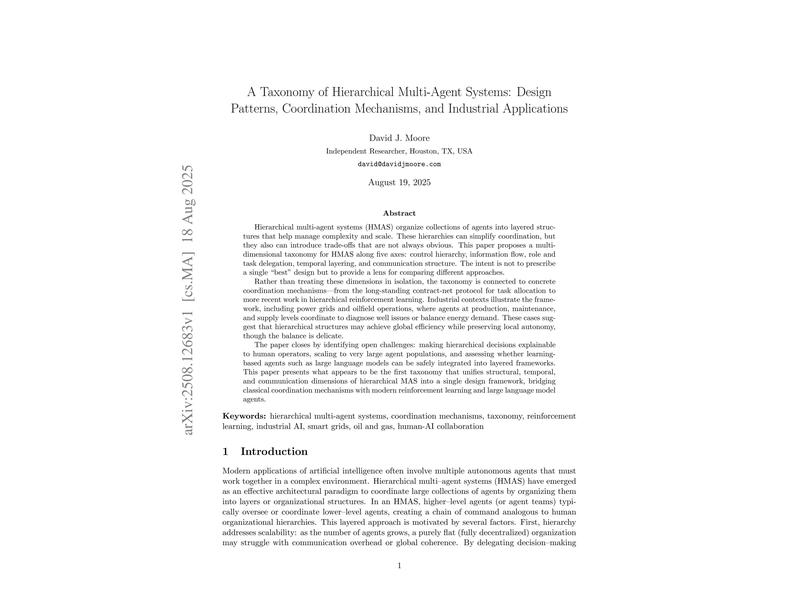 A Taxonomy of Hierarchical Multi-Agent Systems: Design
Patterns, Coordination Mechanisms, and Industrial Applications
David J. Moore
Independent Researcher, Houston, TX, USA
david@davidjmoore.com
August 19, 2025
arXiv:2508.12683v1 [cs.MA] 18 Aug 2025
Abstract
Hierarchical multi-agent systems (HMAS) organize collections of agents into layered struc-
tures that help manage complexity and scale. These hierarchies can simplify coordination, but
they also can introduce trade-offs that are not always obvious. This paper proposes a multi-
dimensional taxonomy for HMAS along five axes: control hierarchy, information flow, role and
task delegation, temporal layering, and communication structure. The intent is not to prescribe
a single “best” design but to provide a lens for comparing different approaches.
Rather than treating these dimensions in isolation, the taxonomy is connected to concrete
coordination mechanisms—from the long-standing contract-net protocol for task allocation to
more recent work in hierarchical reinforcement learning. Industrial contexts illustrate the frame-
work, including power grids and oilfield operations, where agents at production, maintenance,
and supply levels coordinate to diagnose well issues or balance energy demand. These cases sug-
gest that hierarchical structures may achieve global efficiency while preserving local autonomy,
though the balance is delicate.
The paper closes by identifying open challenges: making hierarchical decisions explainable
to human operators, scaling to very large agent populations, and assessing whether learning-
based agents such as large language models can be safely integrated into layered frameworks.
This paper presents what appears to be the first taxonomy that unifies structural, temporal,
and communication dimensions of hierarchical MAS into a single design framework, bridging
classical coordination mechanisms with modern reinforcement learning and large language model
agents.
Keywords: hierarchical multi-agent systems, coordination mechanisms, taxonomy, reinforcement
learning, industrial AI, smart grids, oil and gas, human-AI collaboration
1 Introduction
Modern applications of artificial intelligence often involve multiple autonomous agents that must
work together in a complex environment. Hierarchical multi–agent systems (HMAS) have emerged
as an effective architectural paradigm to coordinate large collections of agents by organizing them
into layers or organizational structures. In an HMAS, higher–level agents (or agent teams) typi-
cally oversee or coordinate lower–level agents, creating a chain of command analogous to human
organizational hierarchies. This layered approach is motivated by several factors. First, hierarchy
addresses scalability: as the number of agents grows, a purely flat (fully decentralized) organization
may struggle with communication overhead or global coherence. By delegating decision–making
1